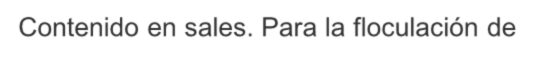 Contenido en sales. Para la floculación de